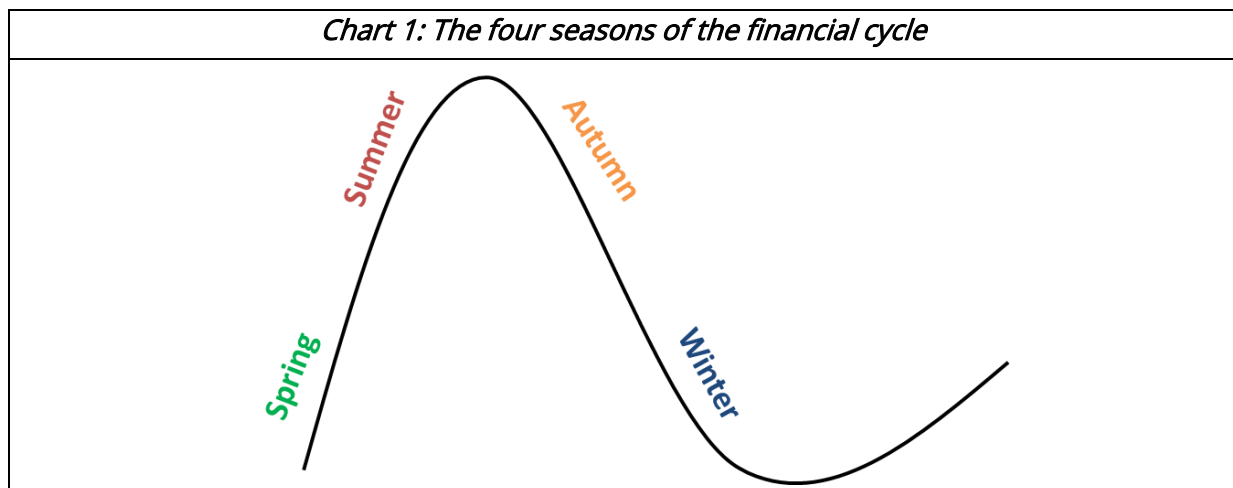 Chart 1: The four seasons of the financial cycle
Summer
Autumn
Spring
Winter